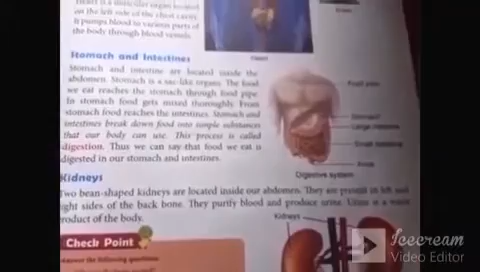 Heart is a muscular organ located
on the left side of the chest cavity.
It pumps blood to various parts of
the body through blood vessels.
Heart
Stomach and Intestines
Stomach and intestine are located inside the
abdomen. Stomach is a sac-like organs. The food
we eat reaches the stomach through food pipe.
In stomach food gets mixed thoroughly. From
stomach food reaches the intestines. Stomach and
intestines break down food into simple substances
that our body can use. This process is called
digestion. Thus we can say that food we eat is
digested in our stomach and intestines.
Food pipe
Stomach
Large intestine
Small intestine
Anus
Digestive system
Kidneys
Two bean-shaped kidneys are located inside our abdomen. They are present in left and
right sides of the back bone. They purify blood and produce urine. Urine is a waste
product of the body.
Kidneys
Check Point
Answer the following questions:
Icecream
Video Editor